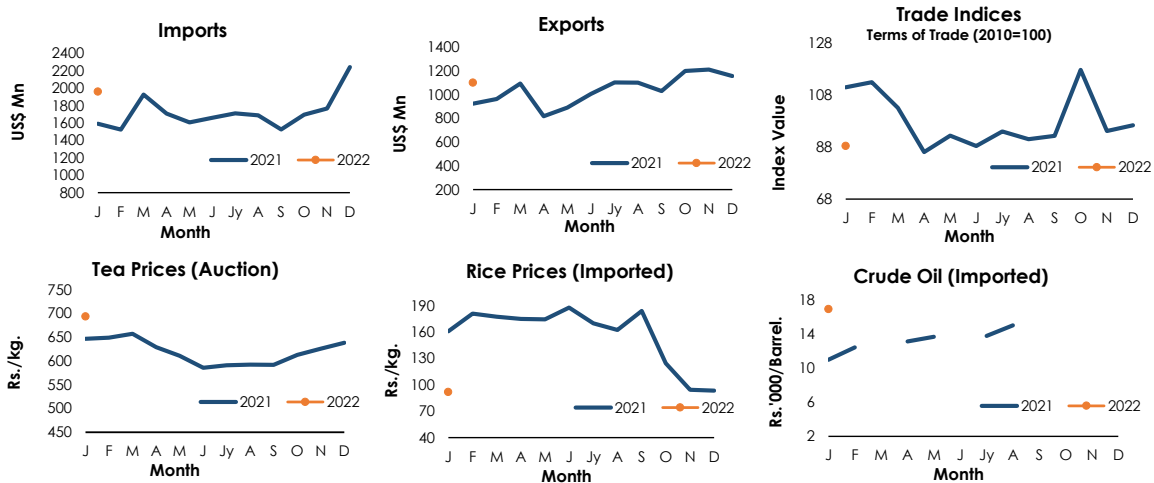 Imports
US$ Mn
2400
2200
2000
1800
1600
1400
1200
1000
800
2021 2022
J F M A M J Jy A S O N D
Month
Exports
US$ Mn
1400
1200
1000
800
600
400
200
2021 2022
J F M A M J Jy A S O N D
Month
Trade Indices
Terms of Trade (2010=100)
Index Value
128
108
88
68
2021 2022
J F M A M J Jy A S O N D
Month
Tea Prices (Auction)
Rs./kg.
750
700
650
600
550
500
450
2021 2022
J F M A M J Jy A S O N D
Month
Rice Prices (Imported)
Rs./kg.
190
160
130
100
70
40
2021 2022
J F M A M J Jy A S O N D
Month
Crude Oil (Imported)
Rs.'000/Barrel.
18
14
10
6
2
2021 2022
J F M A M J Jy A S O N D
Month